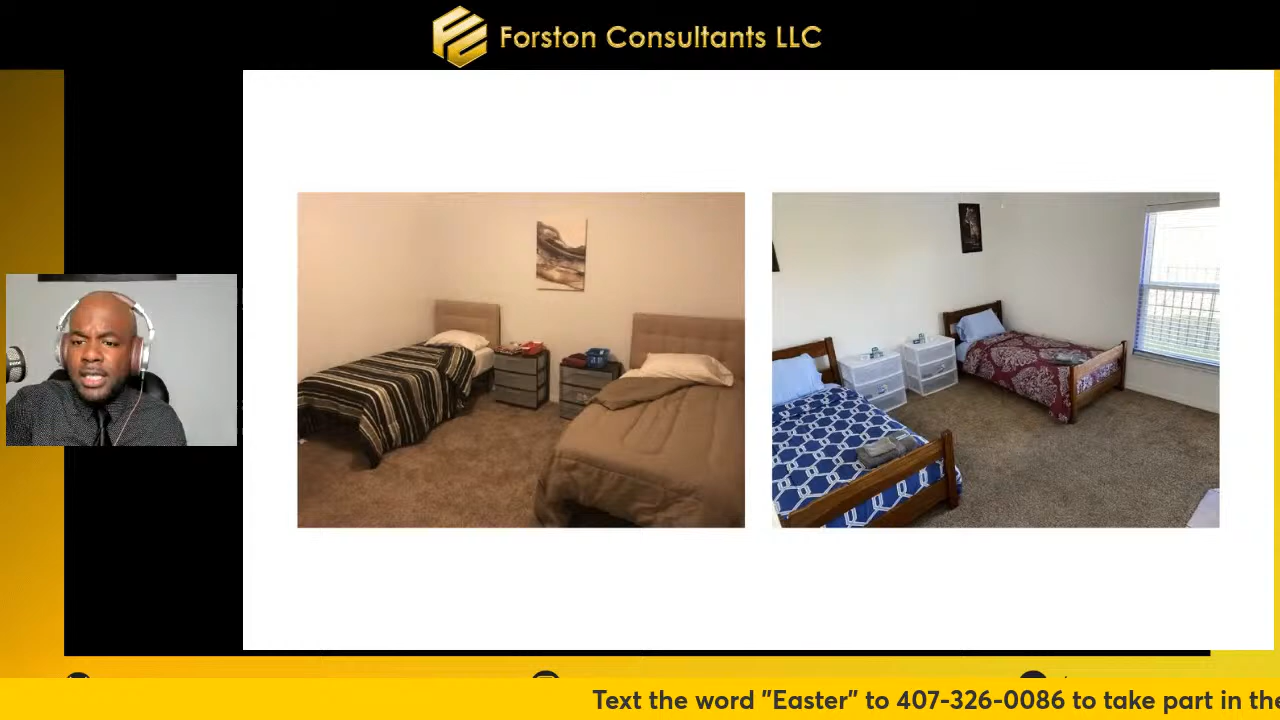 Forston Consultants LLC
Text the word "Easter" to 407-326-0086 to take part in the